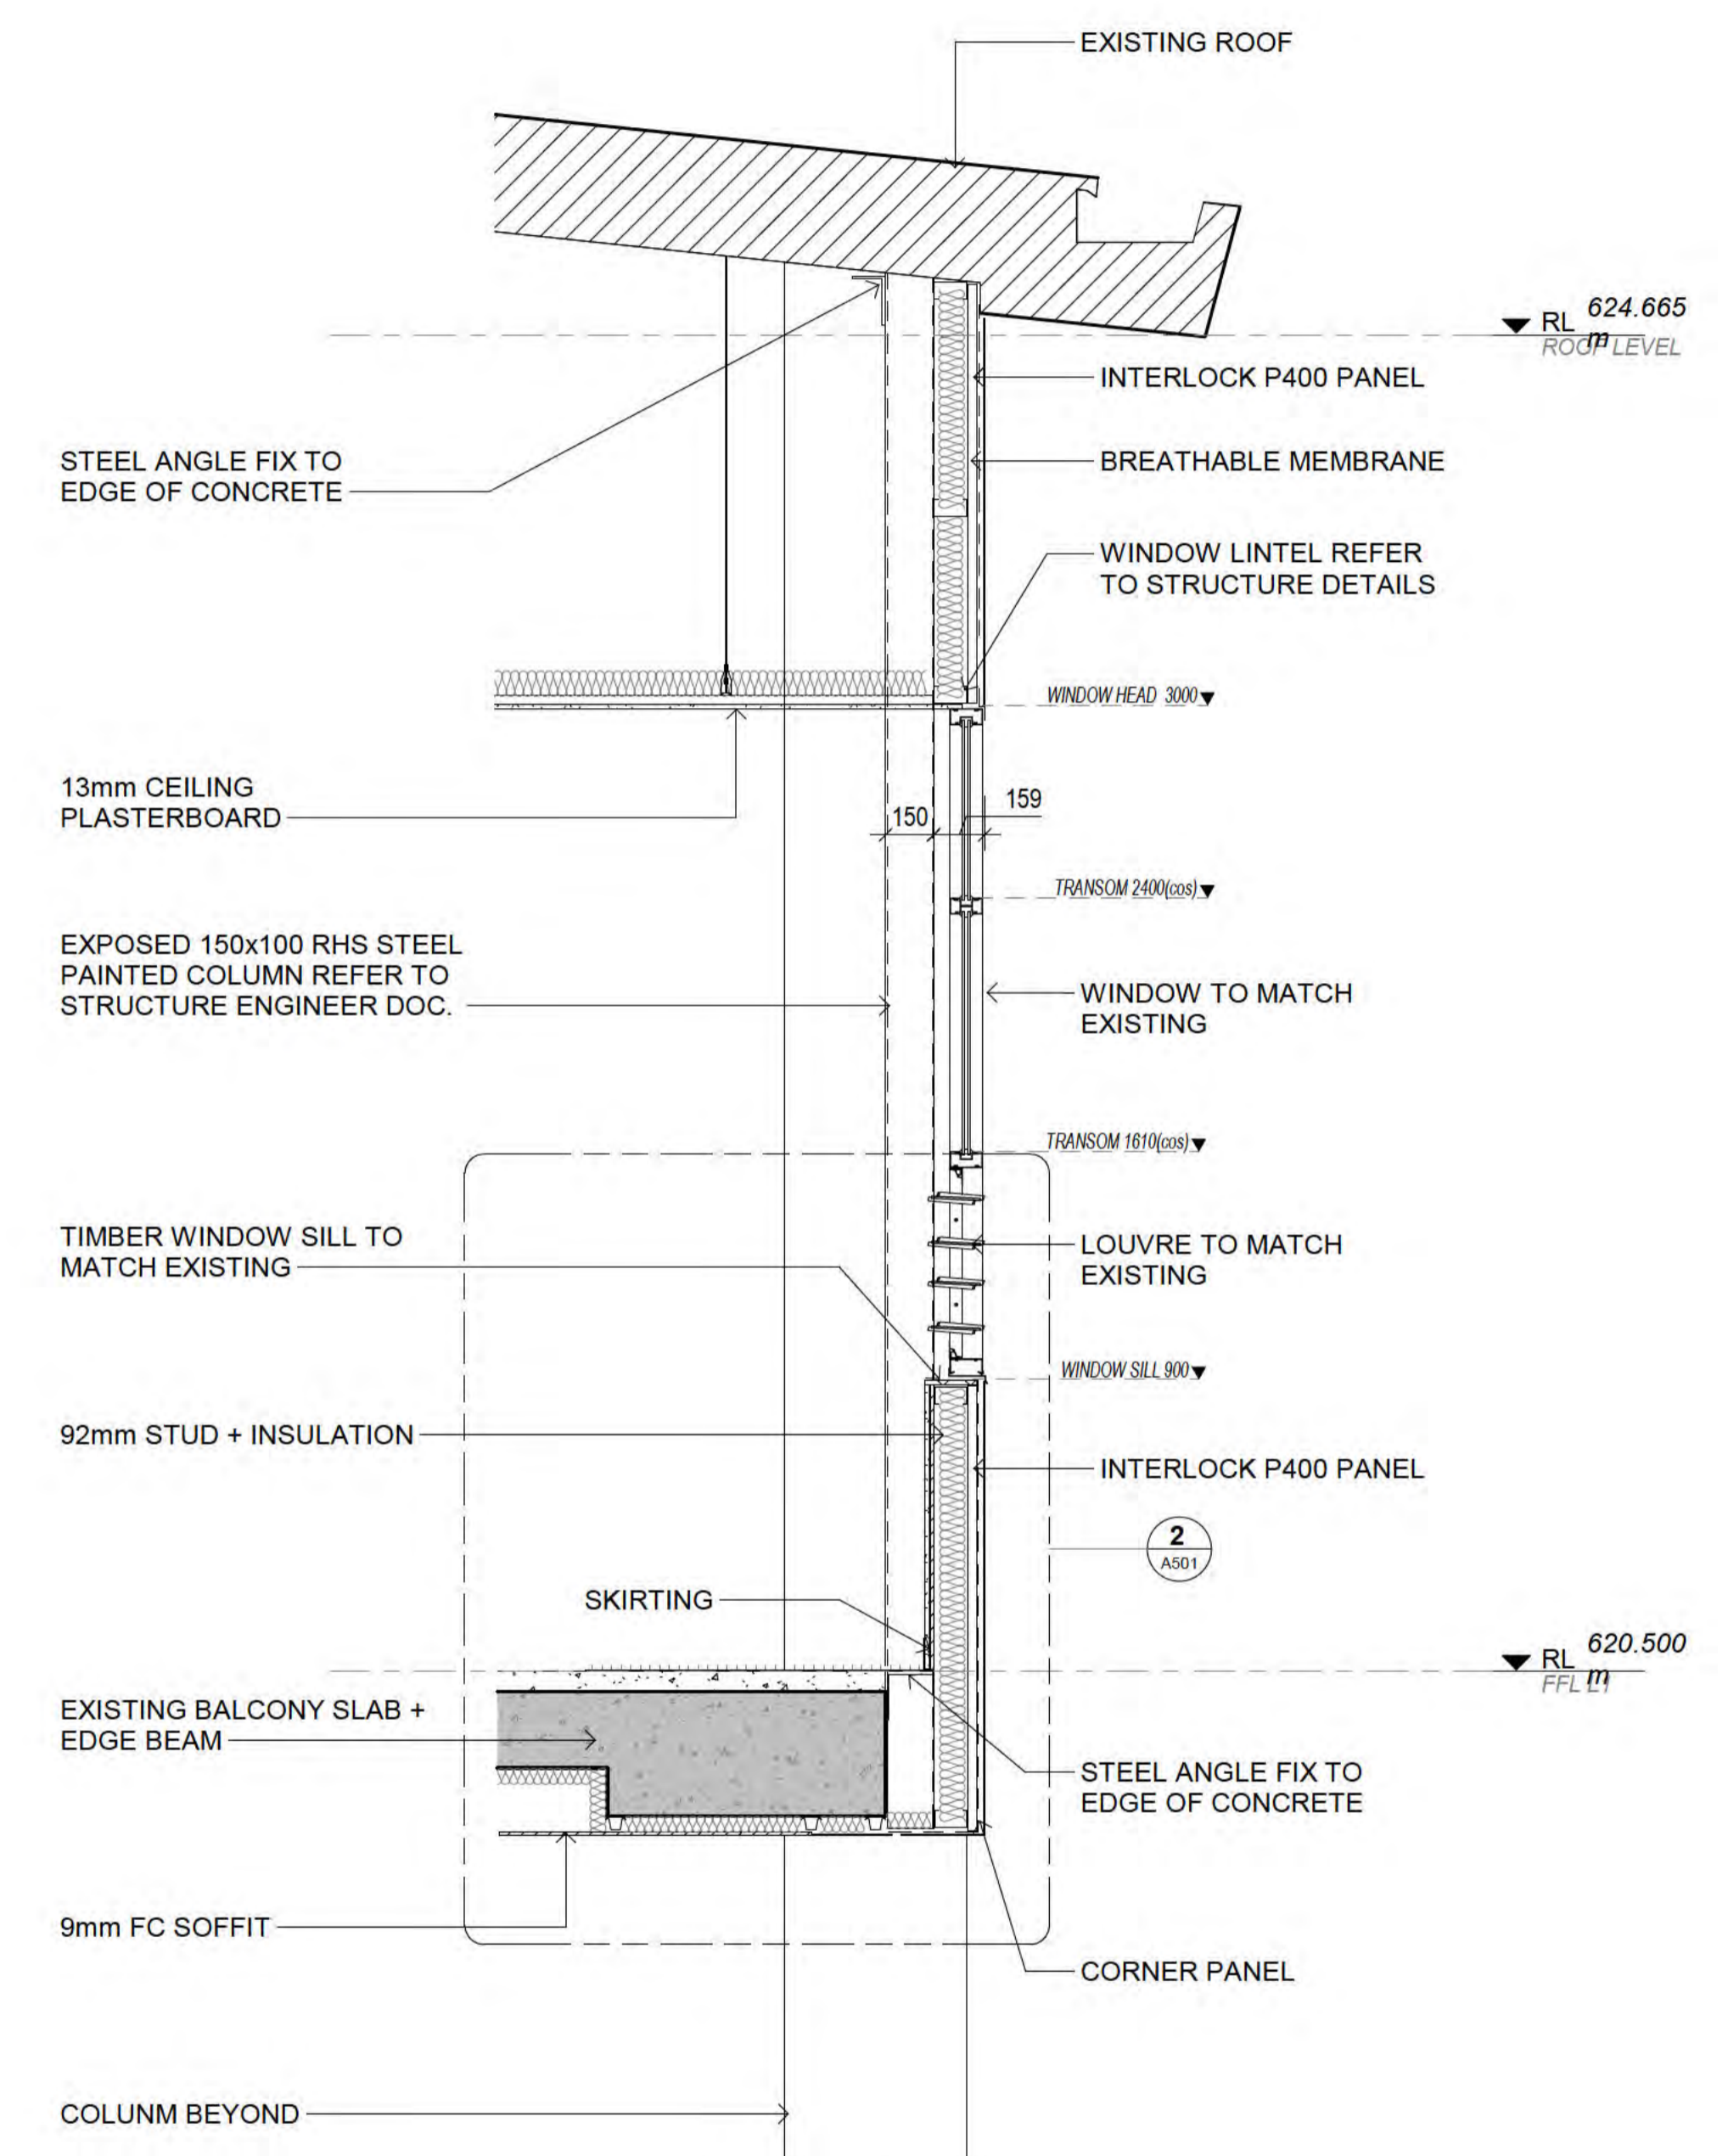 EXISTING ROOF
RL 624.665
m
ROOF LEVEL
INTERLOCK P400 PANEL
STEEL ANGLE FIX TO
EDGE OF CONCRETE
BREATHABLE MEMBRANE
WINDOW LINTEL REFER
TO STRUCTURE DETAILS
WINDOW HEAD 3000
13mm CEILING
PLASTERBOARD
150
159
TRANSOM 2400(cos)
EXPOSED 150x100 RHS STEEL
PAINTED COLUMN REFER TO
STRUCTURE ENGINEER DOC.
WINDOW TO MATCH
EXISTING
TRANSOM 1610(cos)
TIMBER WINDOW SILL TO
MATCH EXISTING
LOUVRE TO MATCH
EXISTING
WINDOW SILL 900
92mm STUD + INSULATION
INTERLOCK P400 PANEL
2
A501
SKIRTING
RL 620.500
m
FFL L1
EXISTING BALCONY SLAB +
EDGE BEAM
STEEL ANGLE FIX TO
EDGE OF CONCRETE
9mm FC SOFFIT
CORNER PANEL
COLUNM BEYOND